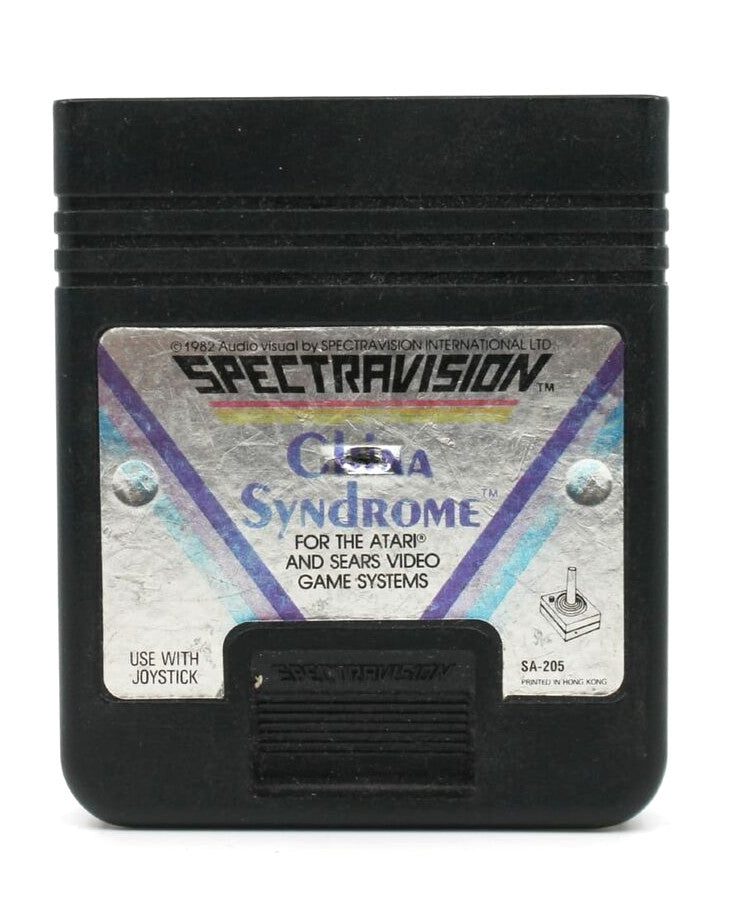 © 1982 Audio visual by SPECTRAVISION INTERNATIONAL LTD
SPECTRAVISION™
China
Syndrome™
FOR THE ATARI®
AND SEARS VIDEO
GAME SYSTEMS
USE WITH
JOYSTICK
SA-205
PRINTED IN HONG KONG
SPECTRAVISION